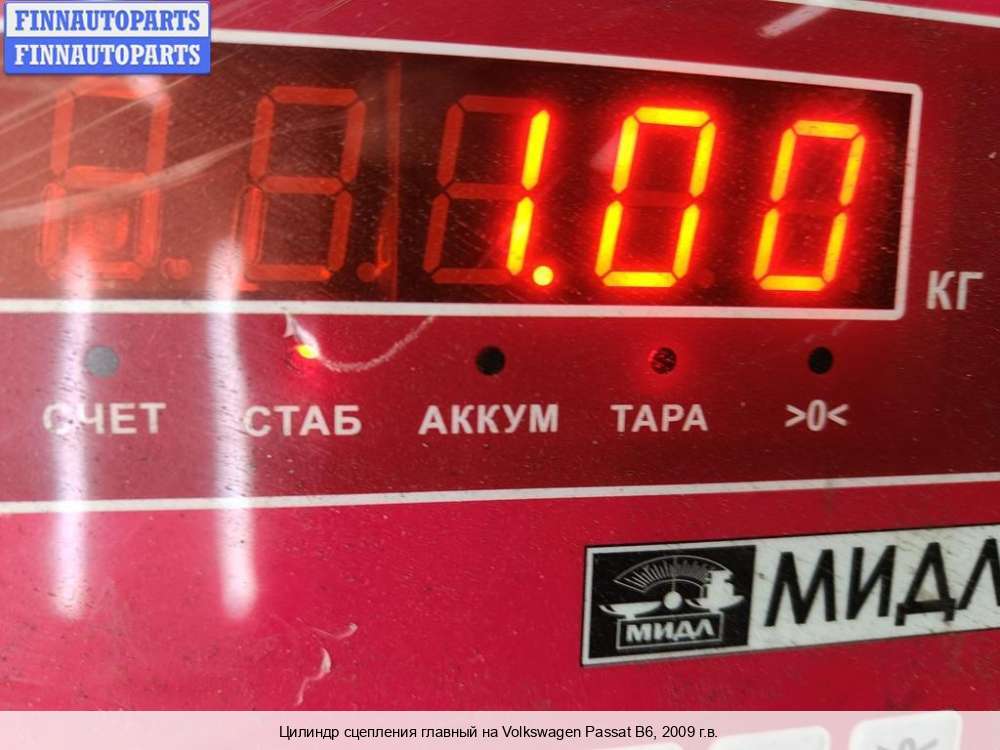 FINNAUTOPARTS
FINNAUTOPARTS
1.00
КГ
СЧЕТ СТАБ АККУМ ТАРА >0<
МИДЛ
МИДЛ
Цилиндр сцепления главный на Volkswagen Passat B6, 2009 г.в.